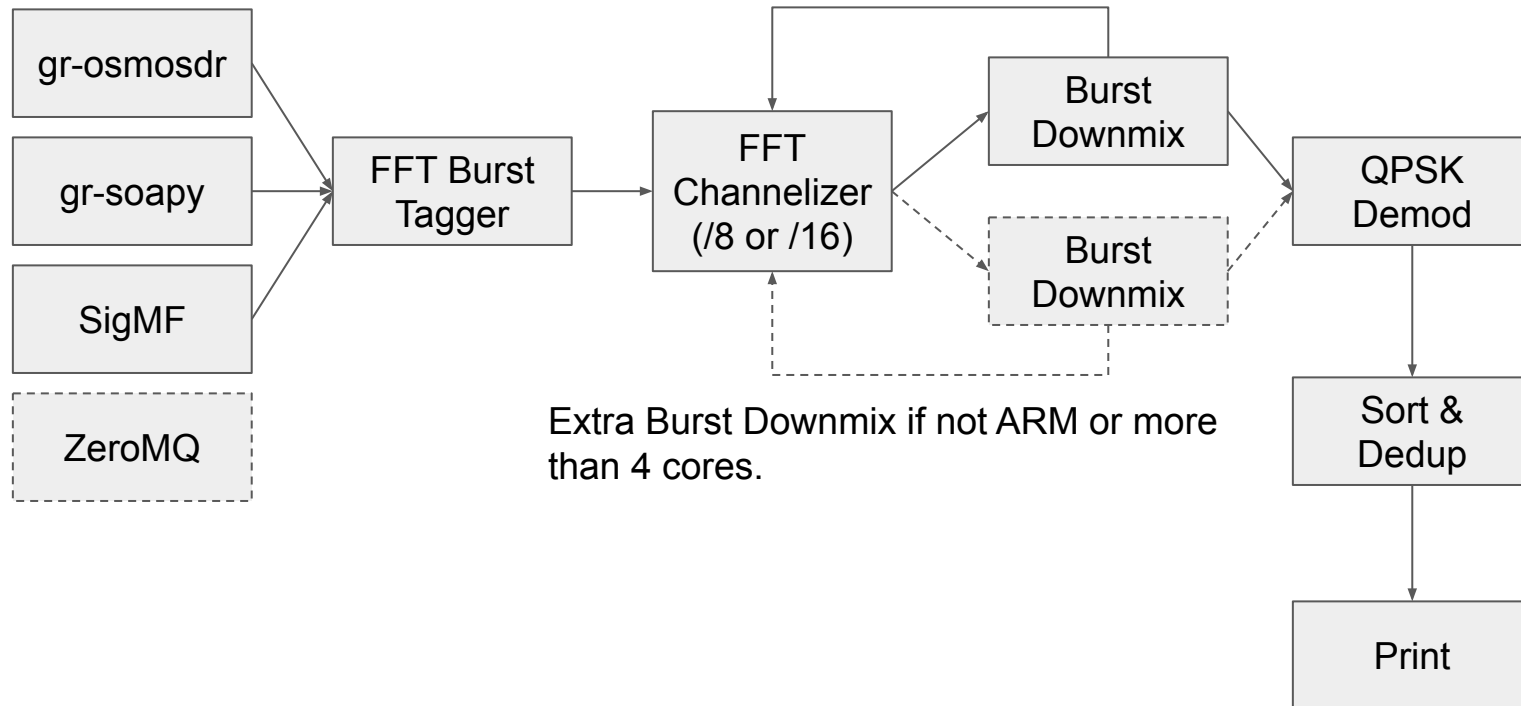 gr-osmosdr
gr-soapy
SigMF
ZeroMQ
FFT Burst
Tagger
FFT
Channelizer
(/8 or /16)
Burst
Downmix
Burst
Downmix
Extra Burst Downmix if not ARM or more
than 4 cores.
QPSK
Demod
Sort &
Dedup
Print